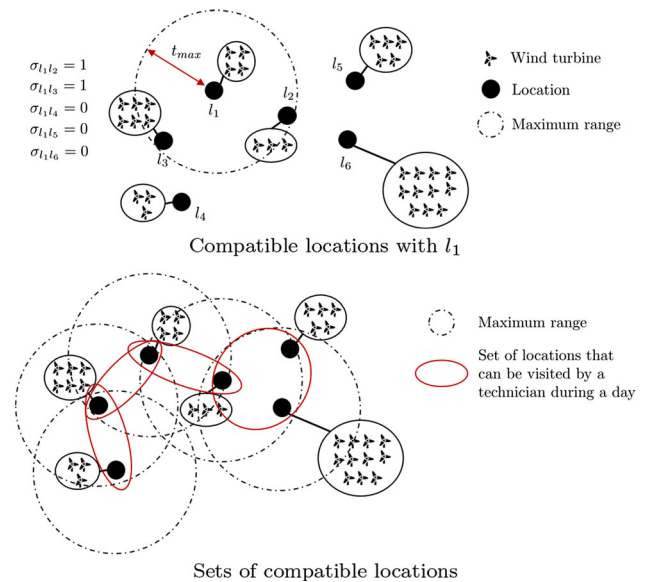 σ_{l₁l₂} = 1
σ_{l₁l₃} = 1
σ_{l₁l₄} = 0
σ_{l₁l₅} = 0
σ_{l₁l₆} = 0
t_{max}
l₁
l₂
l₃
l₄
l₅
l₆
Wind turbine
Location
Maximum range
Compatible locations with l₁
Maximum range
Set of locations that
can be visited by a
technician during a day
Sets of compatible locations